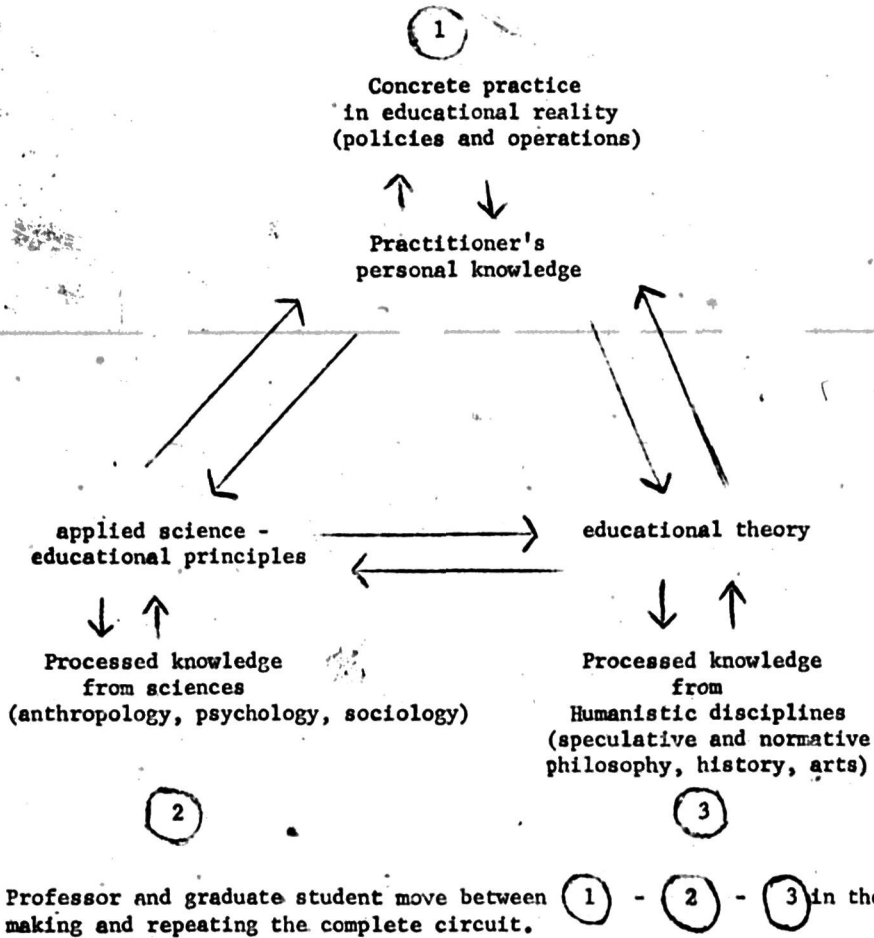 1
Concrete practice
in educational reality
(policies and operations)
Practitioner's
personal knowledge
applied science -
educational principles
educational theory
Processed knowledge
from sciences
(anthropology, psychology, sociology)
Processed knowledge
from
Humanistic disciplines
(speculative and normative
philosophy, history, arts)
2
3
Professor and graduate student move between 1 - 2 - 3 in the
making and repeating the complete circuit.